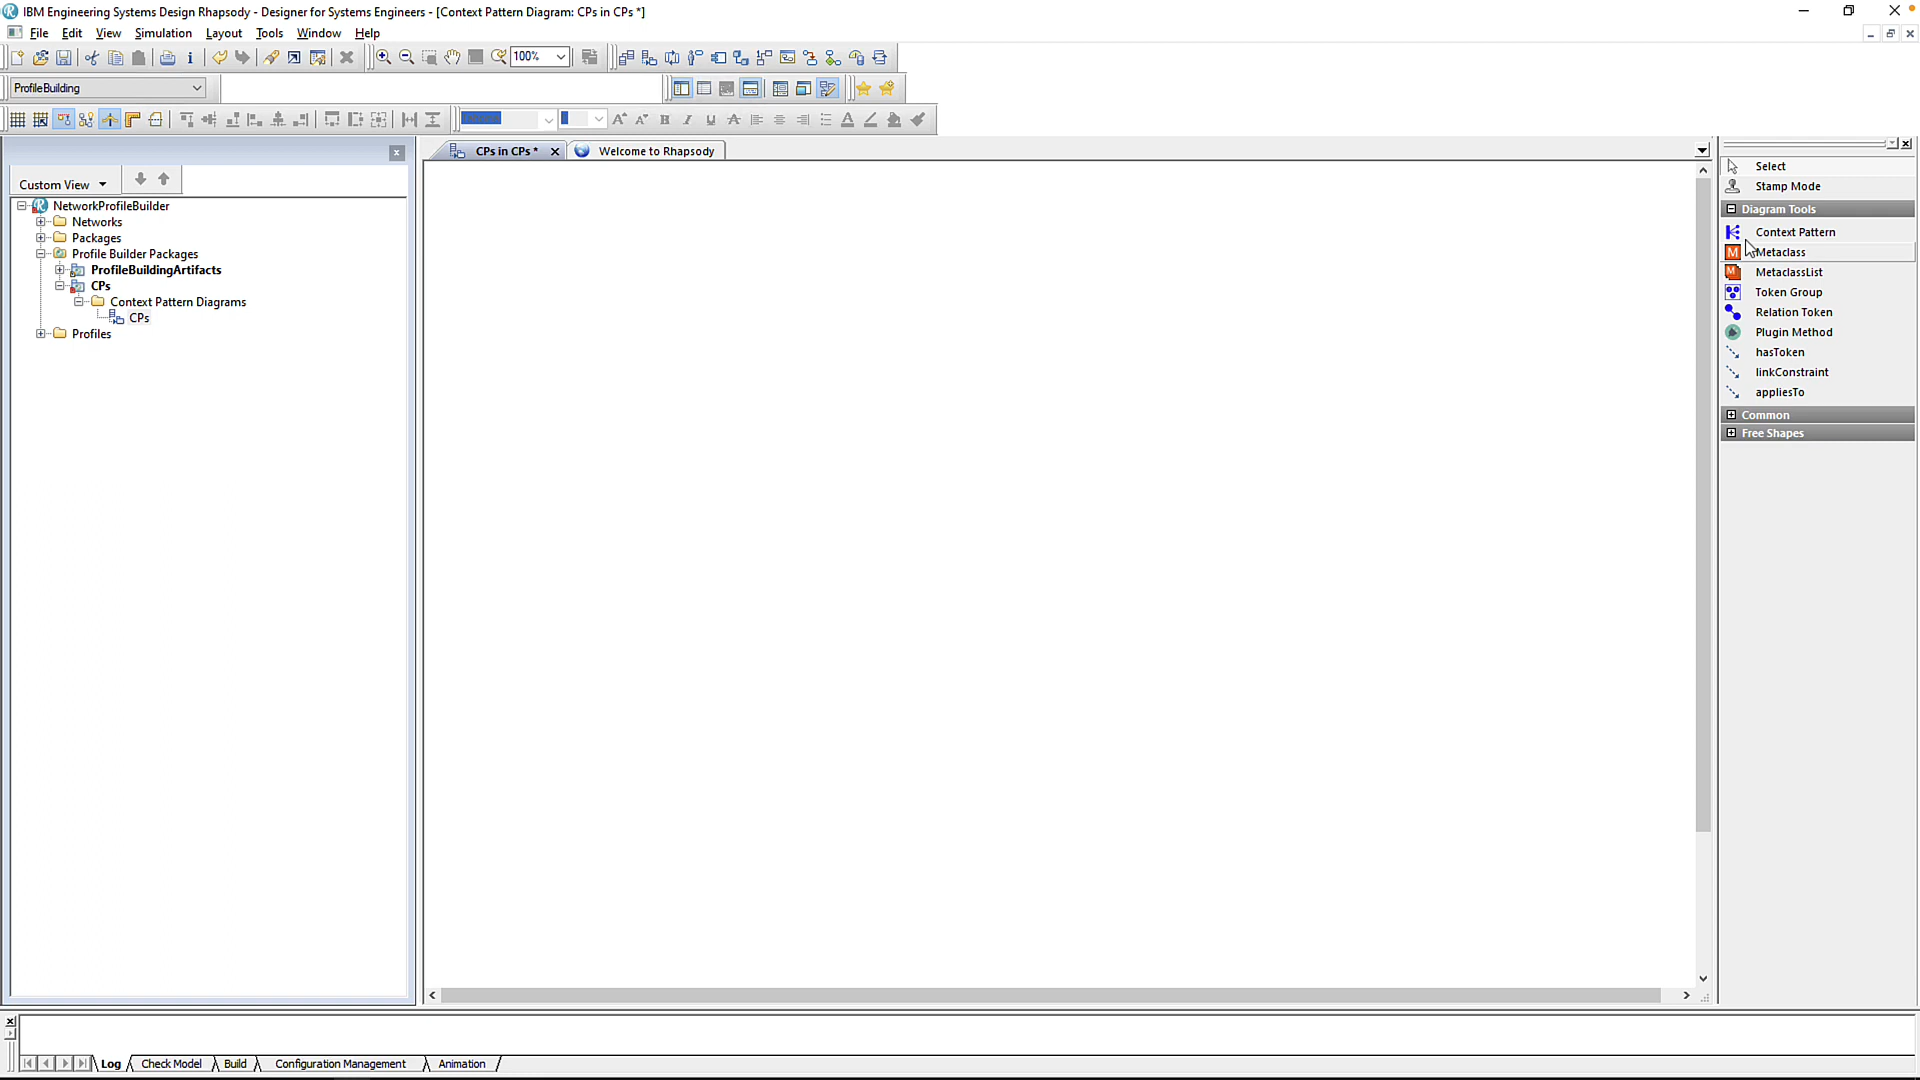 IBM Engineering Systems Design Rhapsody - Designer for Systems Engineers - [Context Pattern Diagram: CPs in CPs *]
File Edit View Simulation Layout Tools Window Help
100%
ProfileBuilding
CPs in CPs *
Welcome to Rhapsody
Custom View
NetworkProfileBuilder
Networks
Packages
Profile Builder Packages
ProfileBuildingArtifacts
CPs
Context Pattern Diagrams
CPs
Profiles
Select
Stamp Mode
Diagram Tools
Context Pattern
Metaclass
MetaclassList
Token Group
Relation Token
Plugin Method
hasToken
linkConstraint
appliesTo
Common
Free Shapes
Log Check Model Build Configuration Management Animation